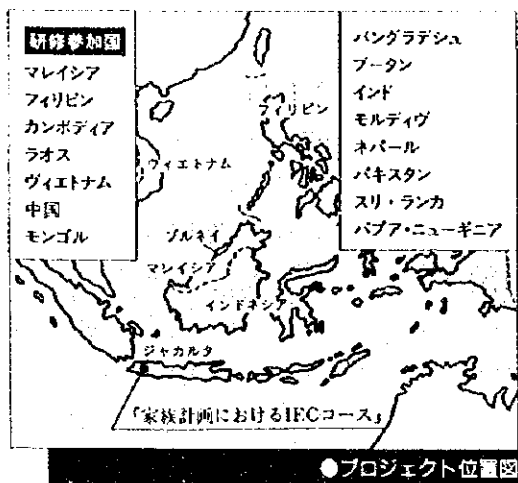 研修参加国
マレイシア
フィリピン
カンボディア
ラオス
ヴィエトナム
中国
モンゴル
バングラデシュ
ブータン
インド
モルディヴ
ネパール
パキスタン
スリ・ランカ
パプア・ニューギニア
フィリピン
ヴィエトナム
ブルネイ
マレイシア
インドネシア
ジャカルタ
「家族計画におけるIECコース」
●プロジェクト位置図